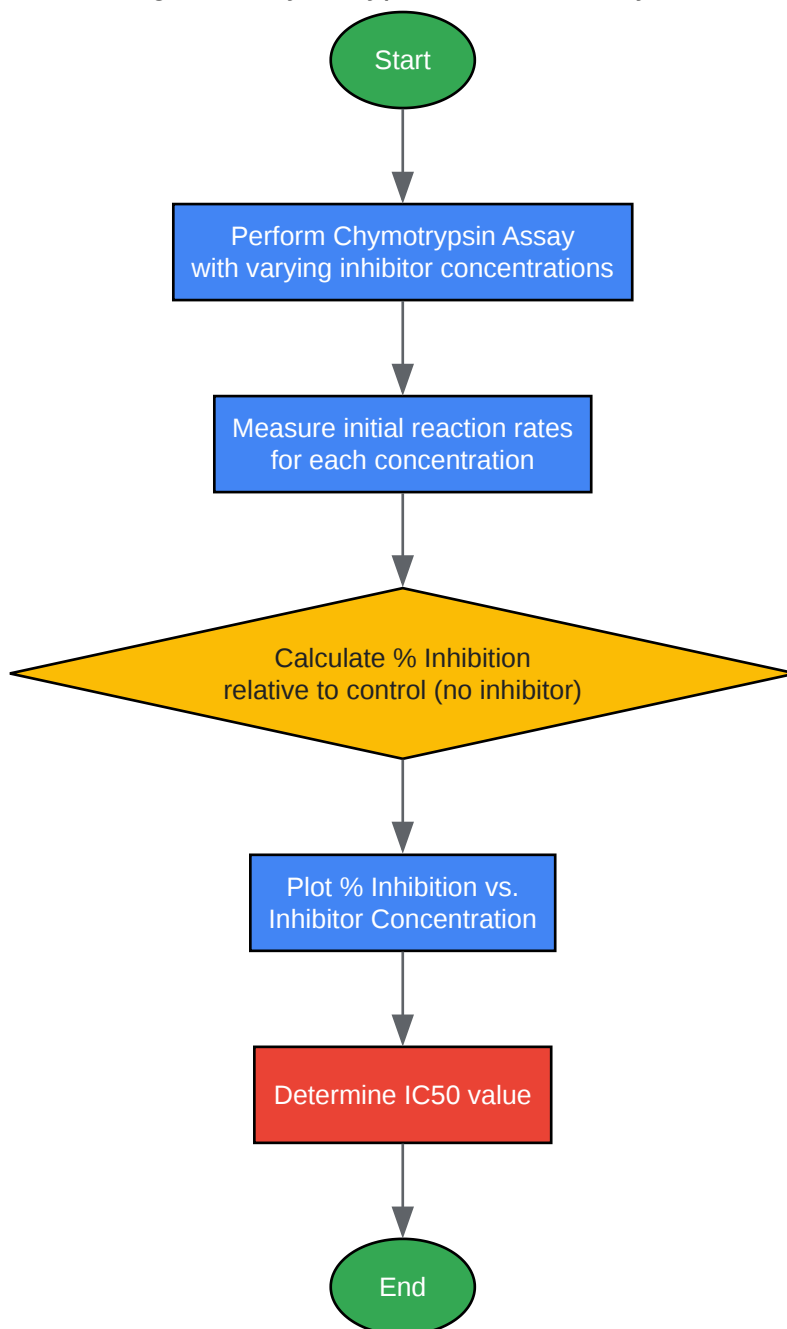 Start
Perform Chymotrypsin Assay
with varying inhibitor concentrations
Measure initial reaction rates
for each concentration
Calculate % Inhibition
relative to control (no inhibitor)
Plot % Inhibition vs.
Inhibitor Concentration
Determine IC50 value
End